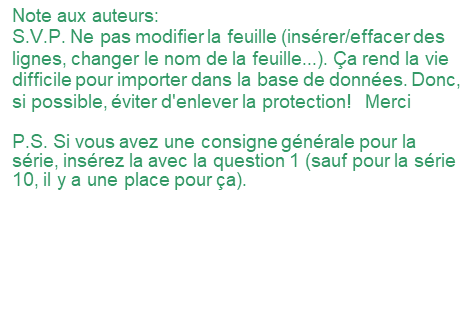 Note aux auteurs:
S.V.P. Ne pas modifier la feuille (insérer/effacer des
lignes, changer le nom de la feuille...). Ça rend la vie
difficile pour importer dans la base de données. Donc,
si possible, éviter d'enlever la protection!   Merci

P.S. Si vous avez une consigne générale pour la
série, insérez la avec la question 1 (sauf pour la série
10, il y a une place pour ça).